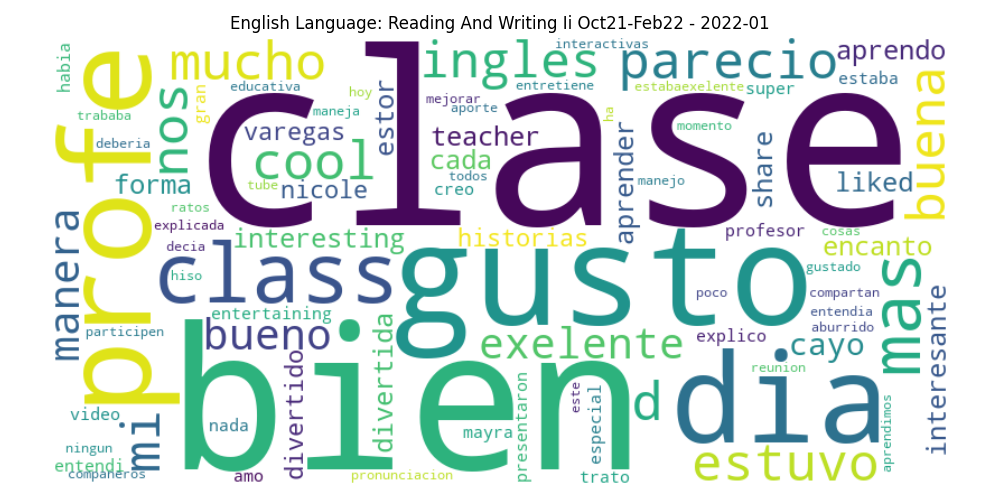 English Language: Reading And Writing Ii Oct21-Feb22 - 2022-01
clase
bien
gusto
profe
dia
class
mucho
ingles
parecio
aprendo
interactivas
habia
educativa
entretiene
estaba
hoy
mejorar
aporte
estabaexelente
super
maneja
gran
trababa
nos
estor
ha
varegas
teacher
momento
buena
deberia
cool
cada
aprender
share
todos
tube
nicole
creo
manejo
forma
liked
ratos
explicada
manera
interesting
historias
profesor
cosas
decia
encanto
hiso
gustado
mas
poco
compartan
entertaining
entendia
participen
bueno
aburrido
exelente
explico
cayo
interesante
divertida
divertido
reunion
este
especial
d
presentaron
video
mi
nada
mayra
aprendimos
ningun
entendi
estuvo
compañeros
amo
pronunciacion
trato